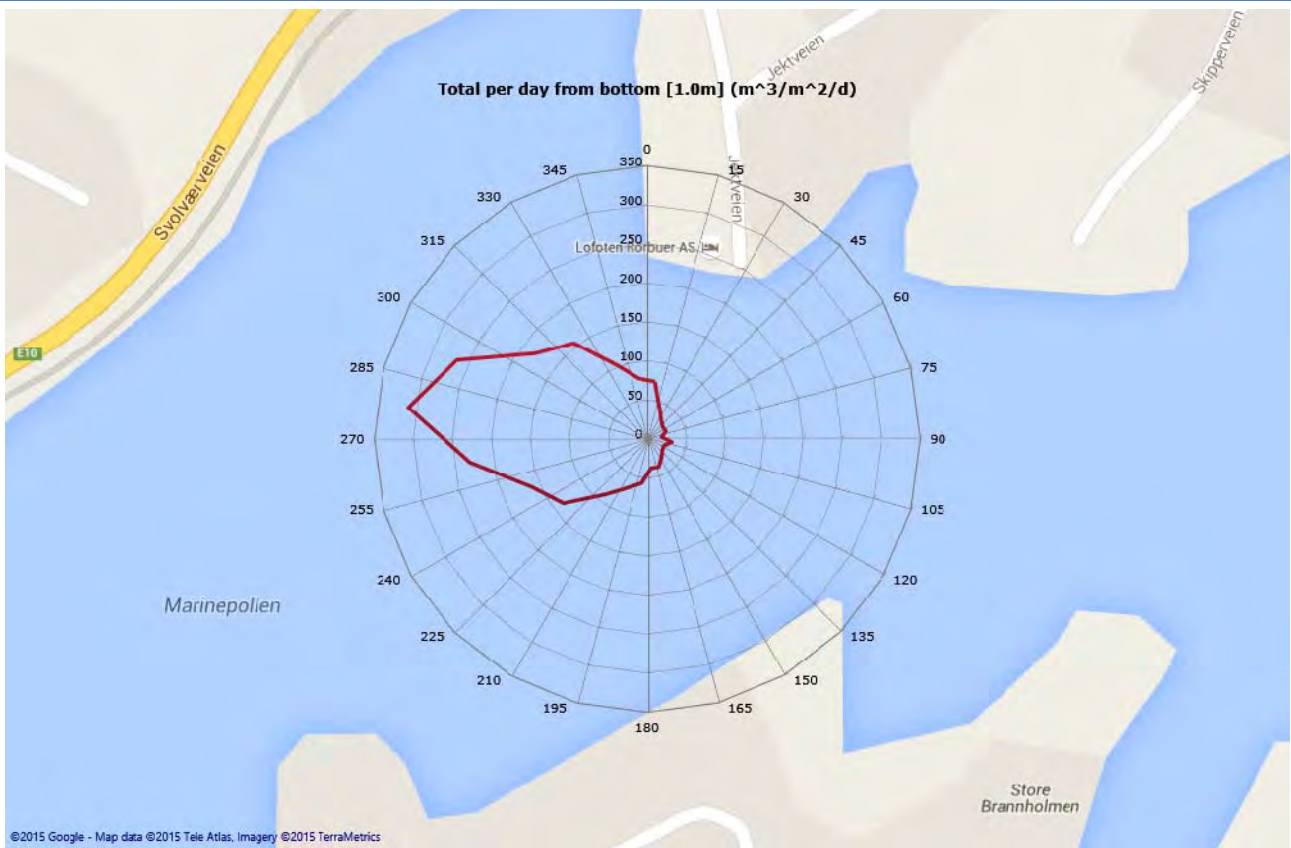 Jektveien
Skipperveien
Total per day from bottom [1.0m] (m^3/m^2/d)
Svolværveien
Jektveien
0
350
345
15
330
300
30
315
250
45
Lofoten Rorbuer AS
300
200
60
150
E10
285
100
75
50
270
0
90
255
105
240
120
Marinepollen
225
135
210
150
195
165
180
Store
Brannholmen
©2015 Google - Map data ©2015 Tele Atlas, Imagery ©2015 TerraMetrics